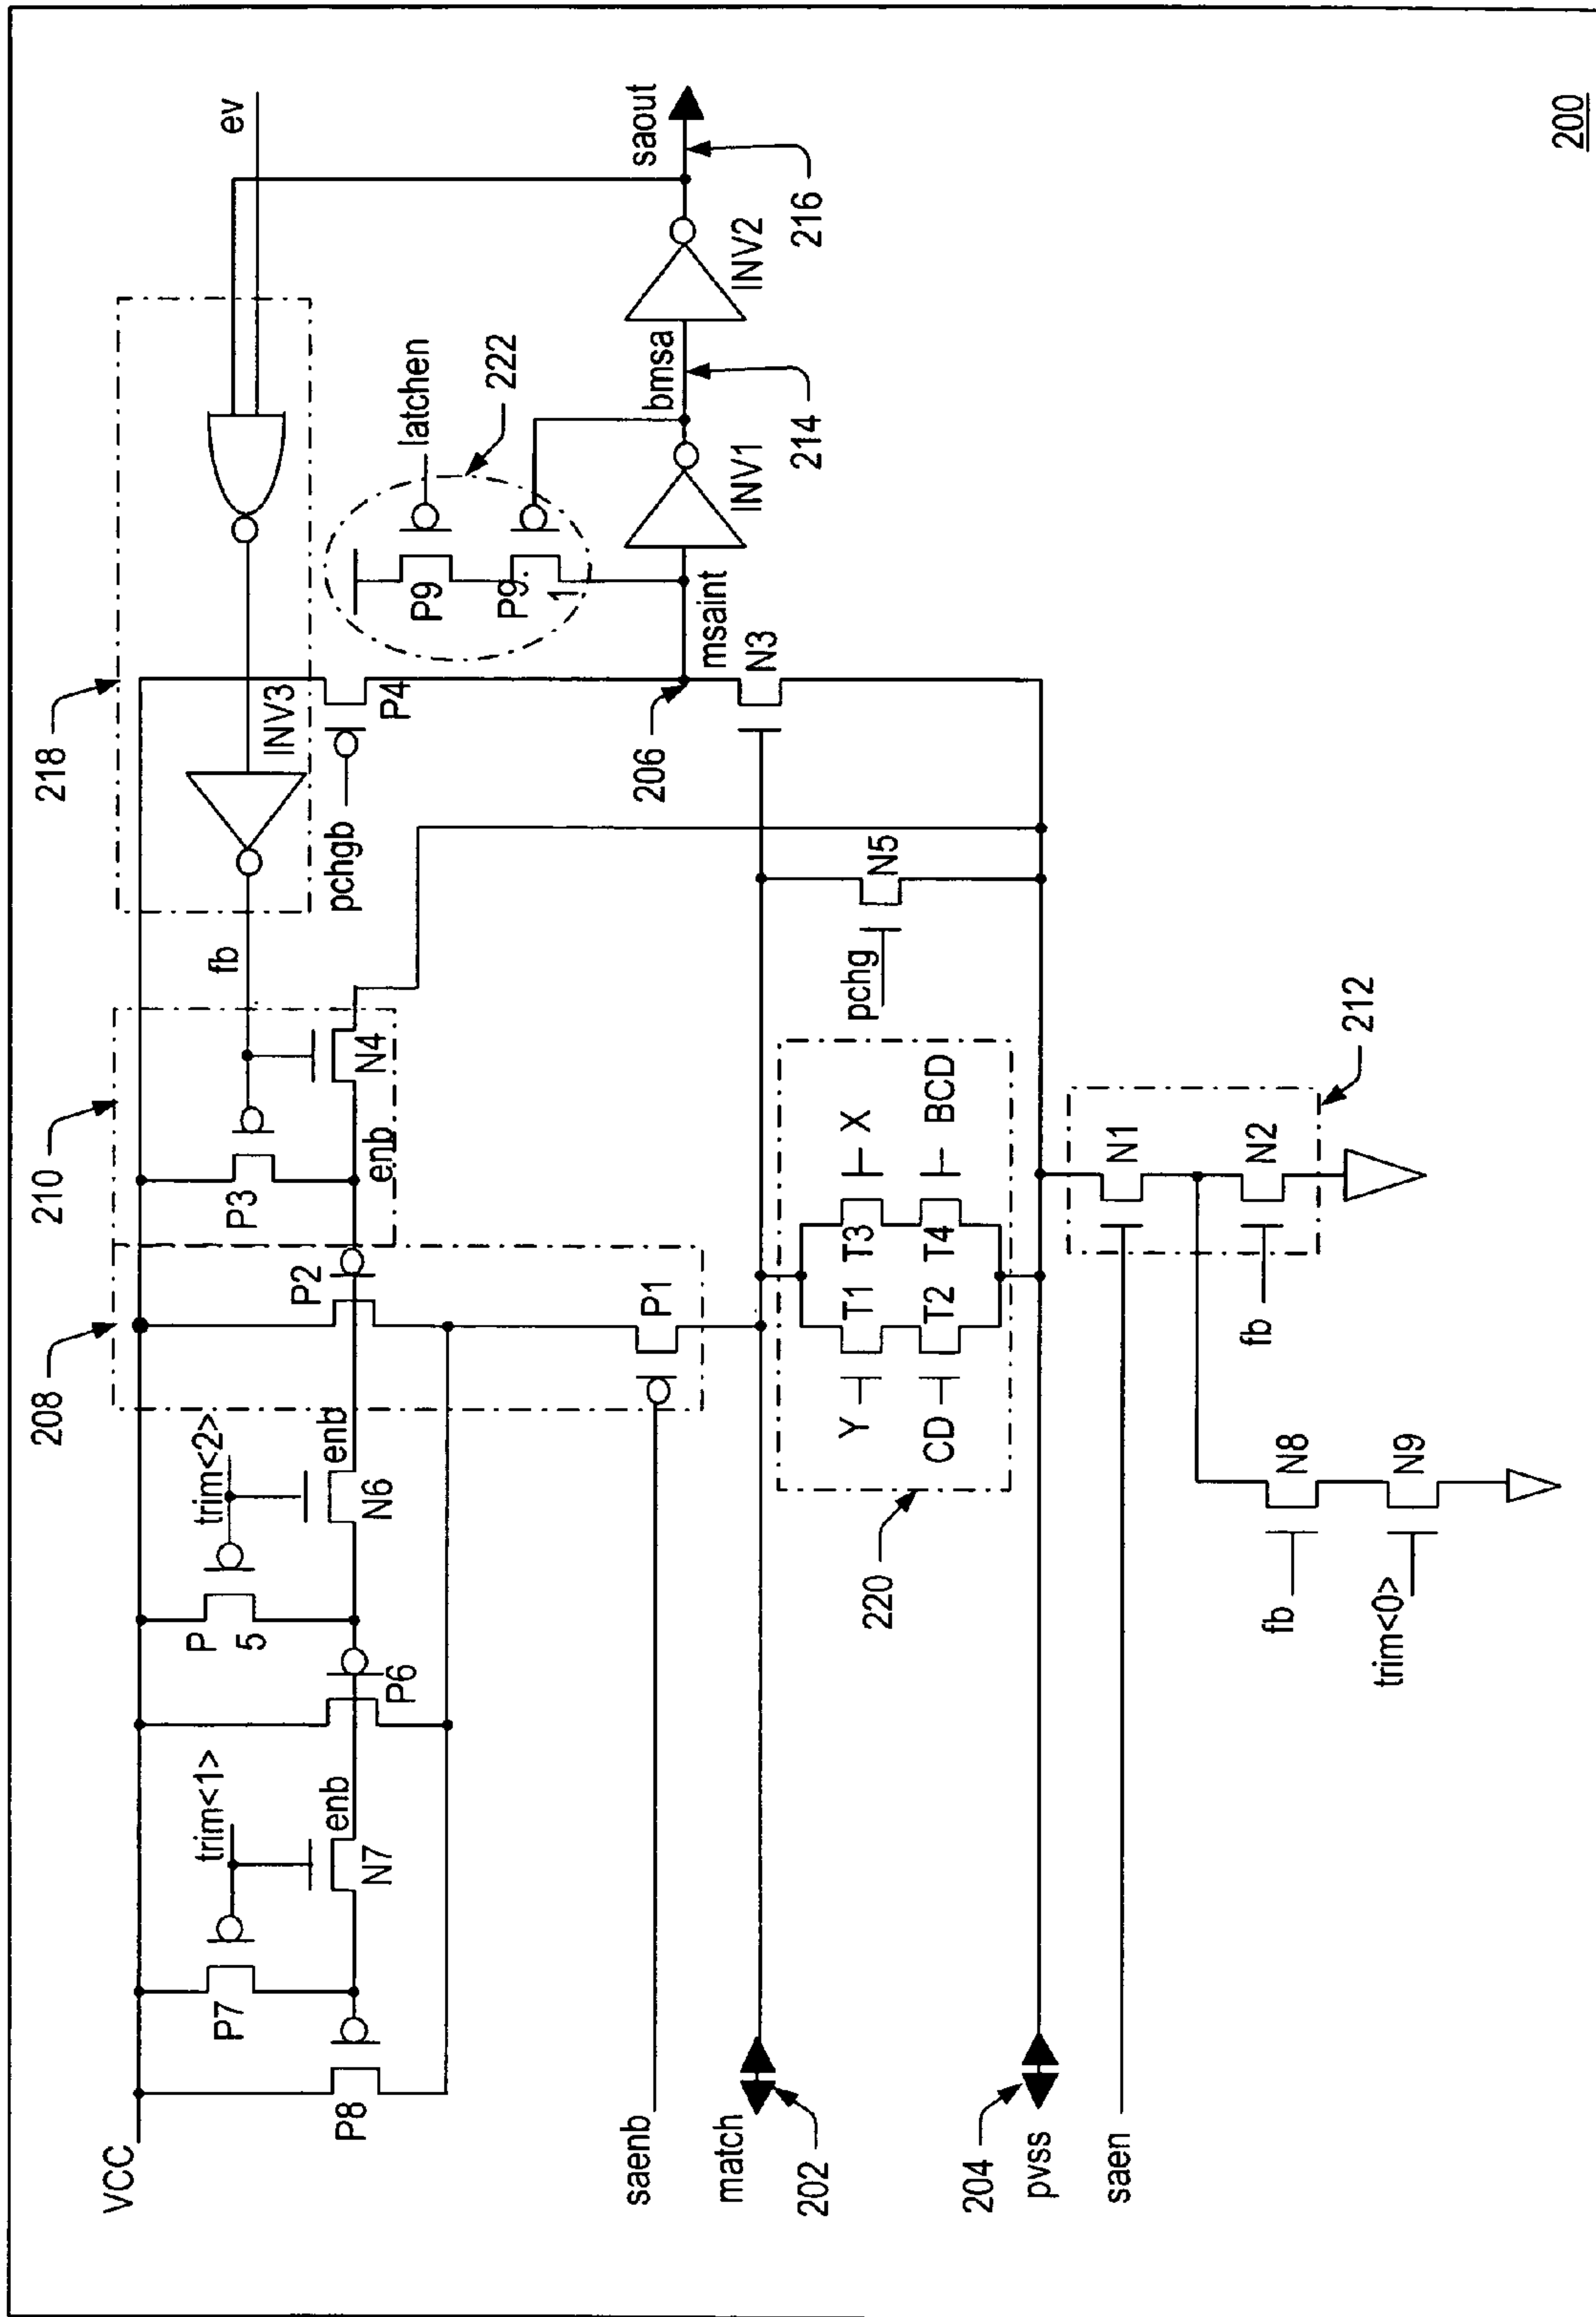 200
ev
saout
216
INV2
bmsa
214
INV1
latchen
222
P9
P9.
1
msaint
218
INV3
P4
pchgb
206
N3
N5
pchg
fb
210
N4
enb
P3
208
P2
P1
212
N1
N2
fb
X
BCD
T3
T4
T1
T2
Y
CD
220
N8
N9
fb
trim<0>
trim<2>
enb
N6
P
5
P6
trim<1>
enb
N7
P7
P8
VCC
saenb
match
202
204
pvss
saen